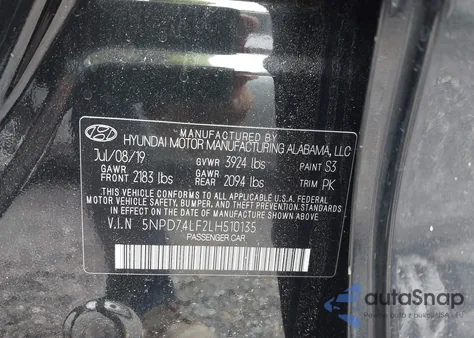 MANUFACTURED BY
HYUNDAI MOTOR MANUFACTURING ALABAMA, LLC
Jul/08/19 GVWR 3924 lbs PAINT S3
GAWR FRONT 2183 lbs GAWR REAR 2094 lbs TRIM PK
THIS VEHICLE CONFORMS TO ALL APPLICABLE U.S. FEDERAL
MOTOR VEHICLE SAFETY, BUMPER, AND THEFT PREVENTION
STANDARDS IN EFFECT ON THE DATE OF MANUFACTURE SHOWN ABOVE.
V.I.N 5NPD74LF2LH510135
PASSENGER CAR
autoSnap